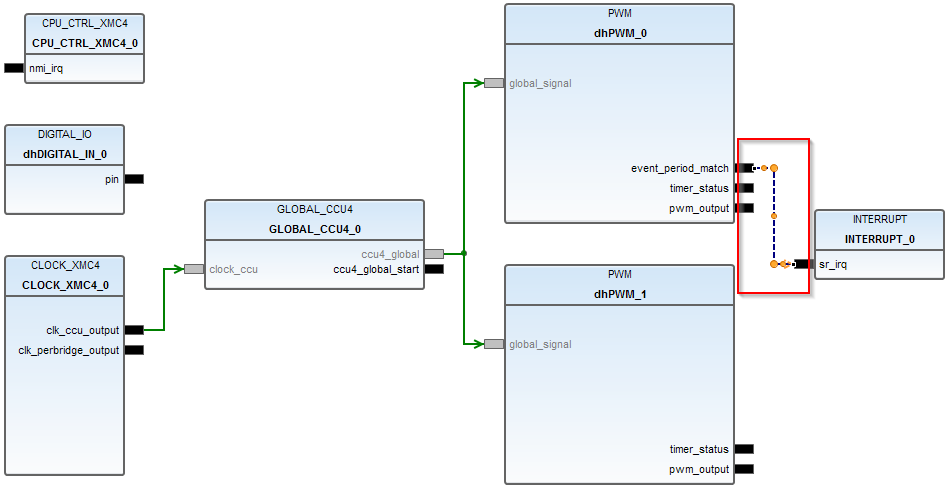 CPU_CTRL_XMC4
CPU_CTRL_XMC4_0
nmi_irq
DIGITAL_IO
dhDIGITAL_IN_0
pin
CLOCK_XMC4
CLOCK_XMC4_0
clk_ccu_output
clk_perbridge_output
GLOBAL_CCU4
GLOBAL_CCU4_0
ccu4_global
clock_ccu
ccu4_global_start
PWM
dhPWM_0
global_signal
event_period_match
timer_status
pwm_output
PWM
dhPWM_1
global_signal
timer_status
pwm_output
INTERRUPT
INTERRUPT_0
sr_irq